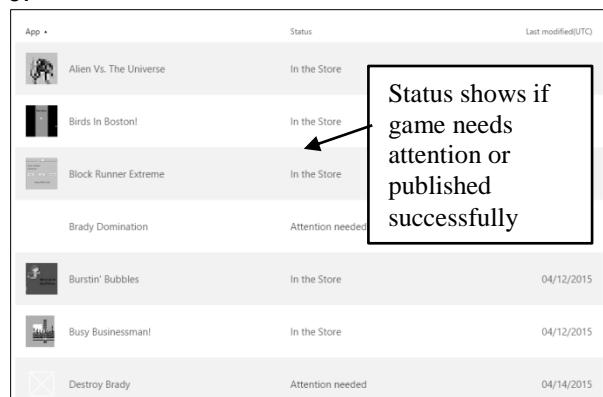 App Status Last modified(UTC)
Alien Vs. The Universe In the Store
Birds In Boston! In the Store
Block Runner Extreme In the Store
Brady Domination Attention needed
Burstin' Bubbles In the Store 04/12/2015
Busy Businessman! In the Store 04/12/2015
Destroy Brady Attention needed 04/14/2015
Status shows if
game needs
attention or
published
successfully